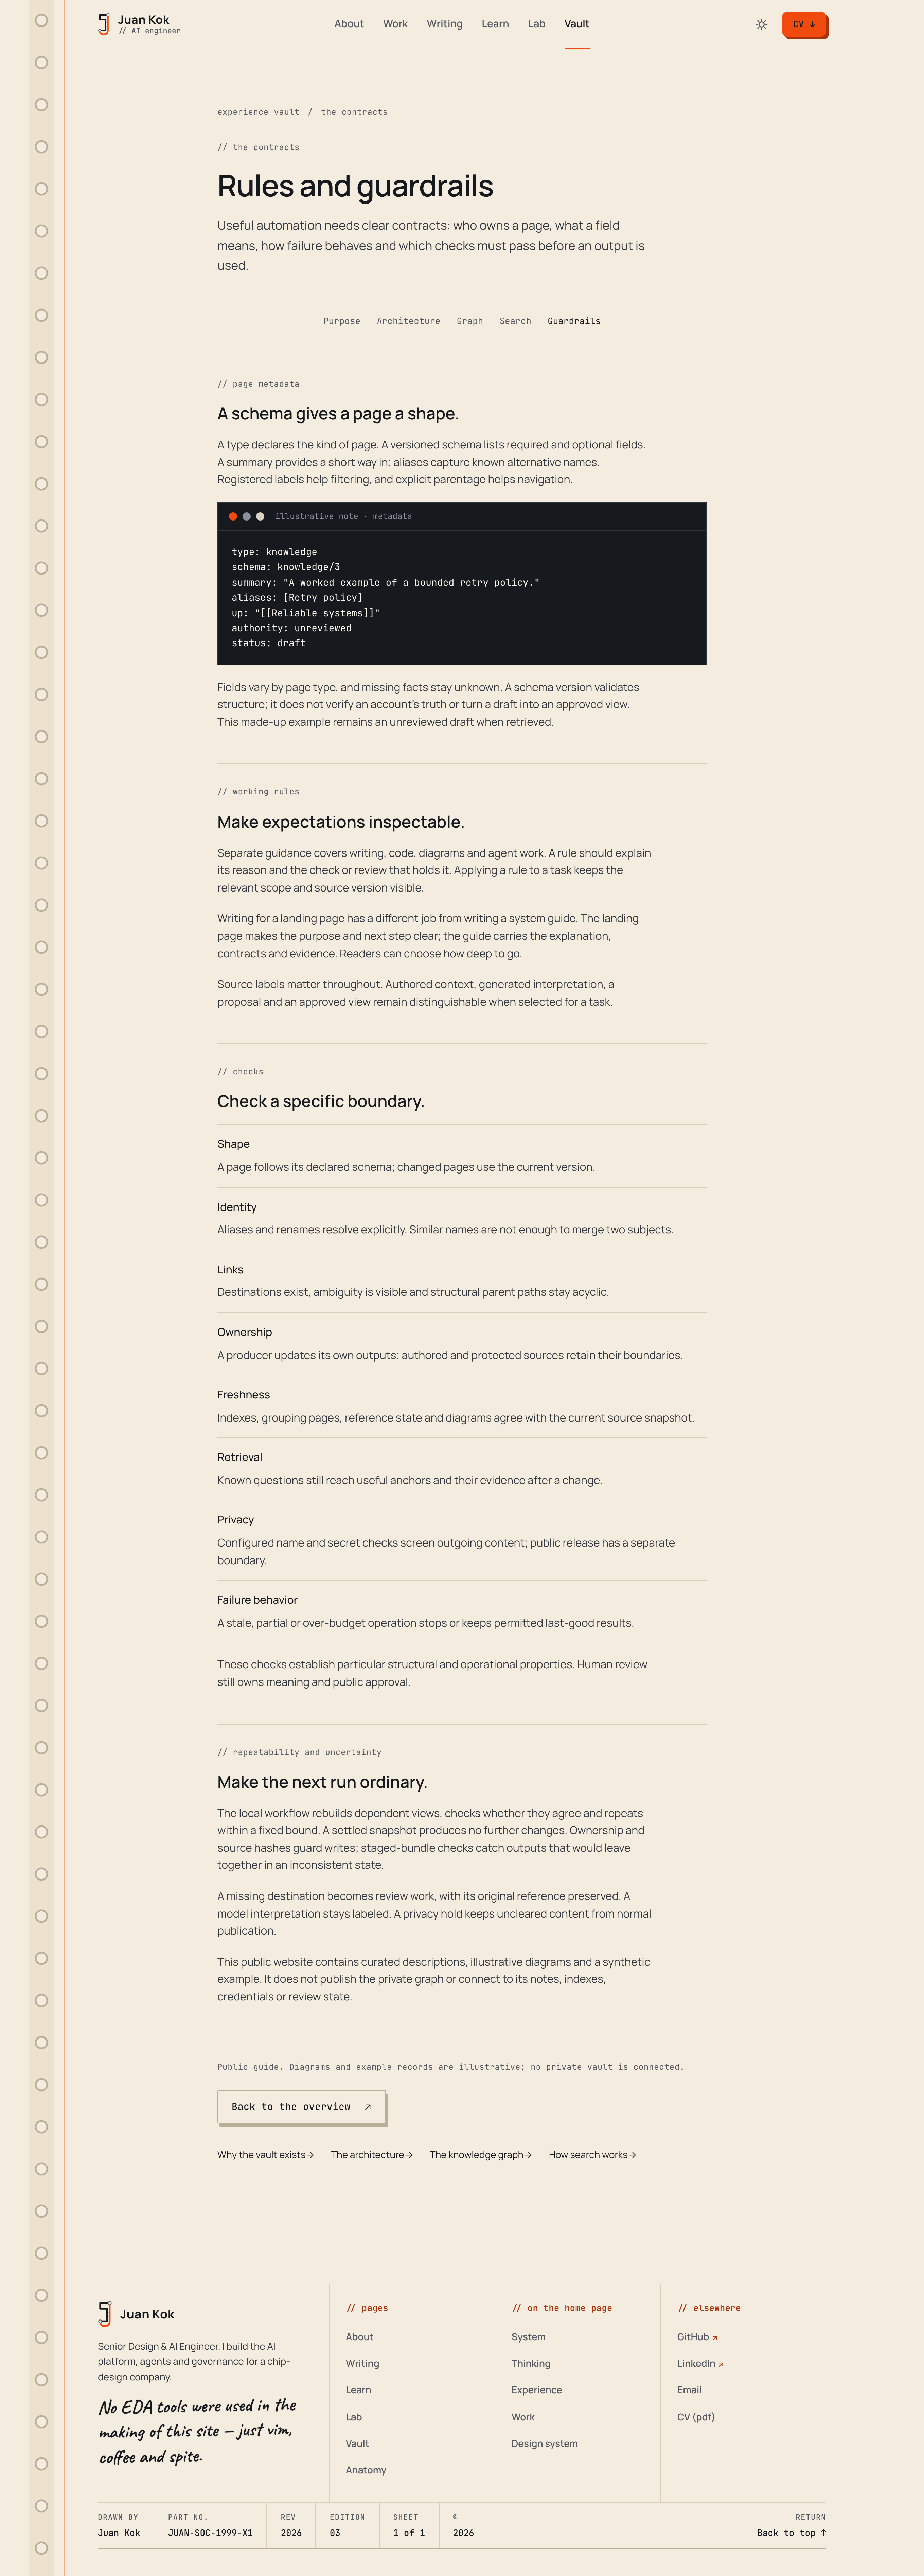 Juan Kok
// AI engineer
About Work Writing Learn Lab Vault
CV ↓
experience vault / the contracts
// the contracts
Rules and guardrails
Useful automation needs clear contracts: who owns a page, what a field
means, how failure behaves and which checks must pass before an output is
used.
Purpose Architecture Graph Search Guardrails
// page metadata
A schema gives a page a shape.
A type declares the kind of page. A versioned schema lists required and optional fields.
A summary provides a short way in; aliases capture known alternative names.
Registered labels help filtering, and explicit parentage helps navigation.
illustrative note · metadata
type: knowledge
schema: knowledge/3
summary: "A worked example of a bounded retry policy."
aliases: [Retry policy]
up: "[[Reliable systems]]"
authority: unreviewed
status: draft
Fields vary by page type, and missing facts stay unknown. A schema version validates
structure; it does not verify an account's truth or turn a draft into an approved view.
This made-up example remains an unreviewed draft when retrieved.
// working rules
Make expectations inspectable.
Separate guidance covers writing, code, diagrams and agent work. A rule should explain
its reason and the check or review that holds it. Applying a rule to a task keeps the
relevant scope and source version visible.
Writing for a landing page has a different job from writing a system guide. The landing
page makes the purpose and next step clear; the guide carries the explanation,
contracts and evidence. Readers can choose how deep to go.
Source labels matter throughout. Authored context, generated interpretation, a
proposal and an approved view remain distinguishable when selected for a task.
// checks
Check a specific boundary.
Shape
A page follows its declared schema; changed pages use the current version.
Identity
Aliases and renames resolve explicitly. Similar names are not enough to merge two subjects.
Links
Destinations exist, ambiguity is visible and structural parent paths stay acyclic.
Ownership
A producer updates its own outputs; authored and protected sources retain their boundaries.
Freshness
Indexes, grouping pages, reference state and diagrams agree with the current source snapshot.
Retrieval
Known questions still reach useful anchors and their evidence after a change.
Privacy
Configured name and secret checks screen outgoing content; public release has a separate
boundary.
Failure behavior
A stale, partial or over-budget operation stops or keeps permitted last-good results.
These checks establish particular structural and operational properties. Human review
still owns meaning and public approval.
// repeatability and uncertainty
Make the next run ordinary.
The local workflow rebuilds dependent views, checks whether they agree and repeats
within a fixed bound. A settled snapshot produces no further changes. Ownership and
source hashes guard writes; staged-bundle checks catch outputs that would leave
together in an inconsistent state.
A missing destination becomes review work, with its original reference preserved. A
model interpretation stays labeled. A privacy hold keeps uncleared content from normal
publication.
This public website contains curated descriptions, illustrative diagrams and a synthetic
example. It does not publish the private graph or connect to its notes, indexes,
credentials or review state.
Public guide. Diagrams and example records are illustrative; no private vault is connected.
Back to the overview ↗
Why the vault exists→ The architecture→ The knowledge graph→ How search works→
Juan Kok
Senior Design & AI Engineer. I build the AI
platform, agents and governance for a chip-
design company.
No EDA tools were used in the
making of this site – just vim,
coffee and spite.
// pages
About
Writing
Learn
Lab
Vault
Anatomy
// on the home page
System
Thinking
Experience
Work
Design system
// elsewhere
GitHub ↗
LinkedIn ↗
Email
CV (pdf)
DRAWN BY PART NO. REV EDITION SHEET © RETURN
Juan Kok JUAN-SOC-1999-X1 2026 03 1 of 1 2026 Back to top ↑